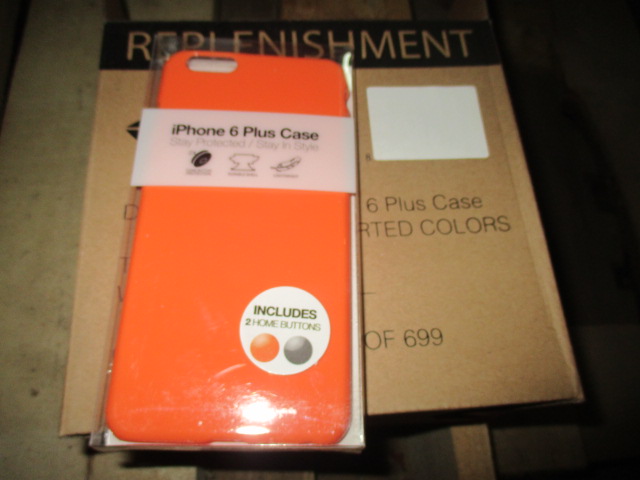 REPLENISHMENT
iPhone 6 Plus Case
Stay Protected / Stay In Style
INCLUDES
2 HOME BUTTONS
6 Plus Case
RTED COLORS
OF 699